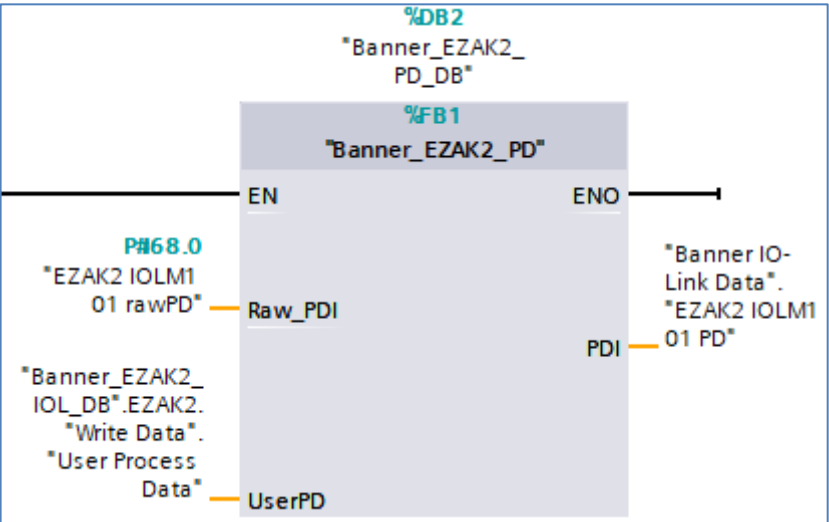 %DB2
"Banner_EZAK2_
PD_DB"
%FB1
"Banner_EZAK2_PD"
EN
ENO
P#I68.0
"EZAK2 IOLM1
01 rawPD"
Raw_PDI
"Banner IO-
Link Data".
"EZAK2 IOLM1
01 PD"
PDI
"Banner_EZAK2_
IOL_DB".EZAK2.
"Write Data".
"User Process
Data"
UserPD